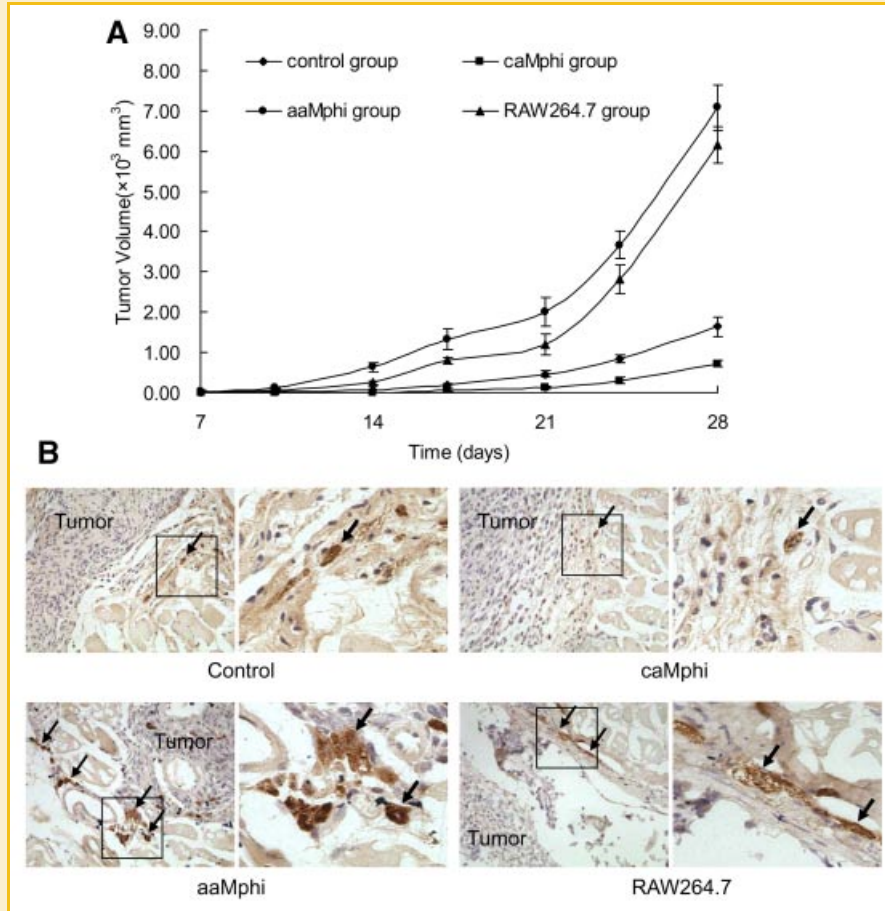 A
9.00
8.00
7.00
6.00
5.00
4.00
3.00
2.00
1.00
0.00
Tumor Volume(×10³ mm³)
control group
caMphi group
aaMphi group
RAW264.7 group
7
14
21
28
Time (days)
B
Tumor
Tumor
Control
caMphi
Tumor
Tumor
aaMphi
RAW264.7